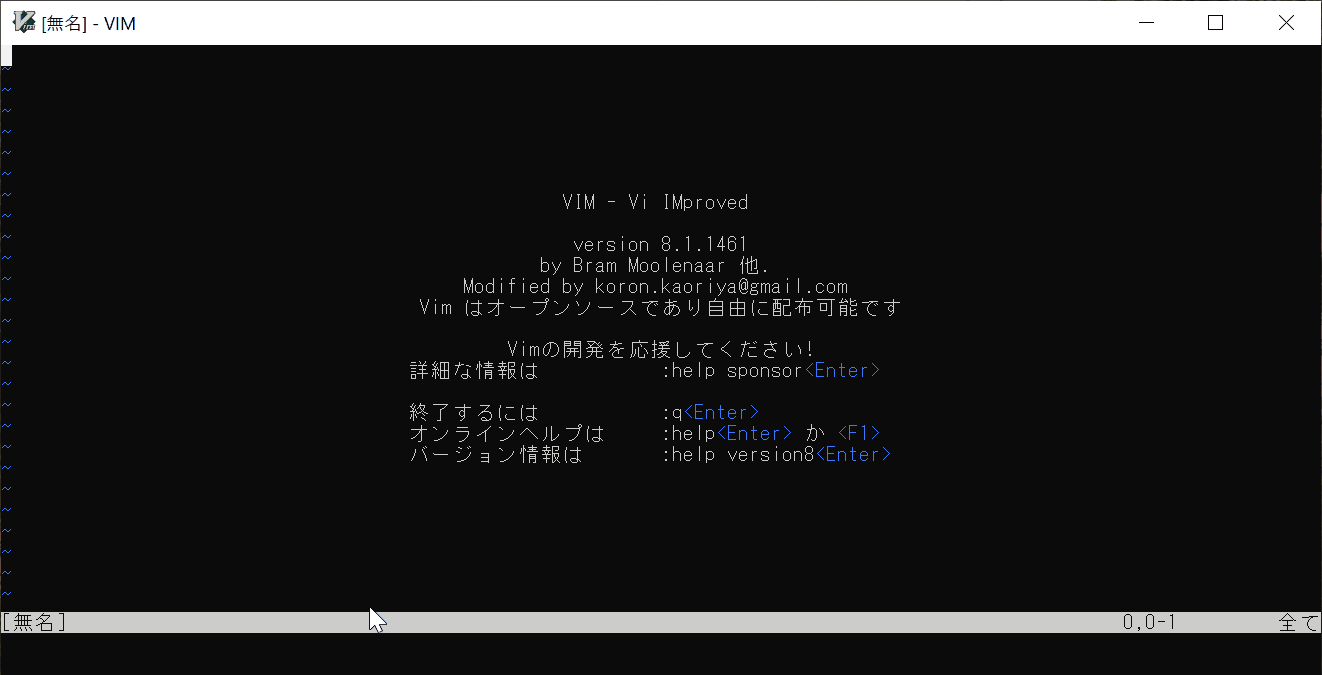 [無名] - VIM
~
~
~
~
~
~
~
VIM - Vi IMproved
~
~
version 8.1.1461
~
by Bram Moolenaar 他.
~
Modified by koron.kaoriya@gmail.com
~
Vim はオープンソースであり自由に配布可能です
~
~
Vimの開発を応援してください!
~
詳細な情報は :help sponsor<Enter>
~
~
終了するには :q<Enter>
~
オンラインヘルプは :help<Enter> か <F1>
~
バージョン情報は :help version8<Enter>
~
~
~
~
~
~
~
[無名] 0,0-1 全て